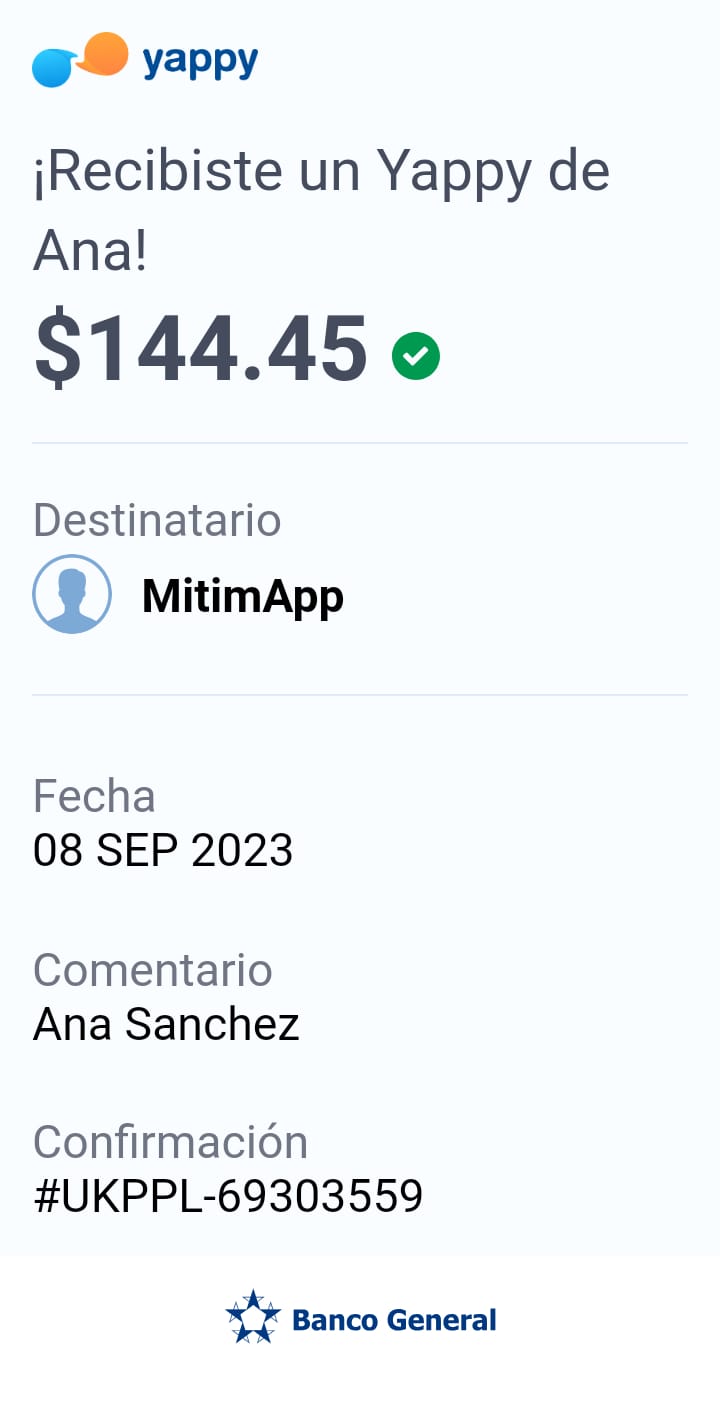 yappy
¡Recibiste un Yappy de
Ana!
$144.45
Destinatario
MitimApp
Fecha
08 SEP 2023
Comentario
Ana Sanchez
Confirmación
#UKPPL-69303559
Banco General